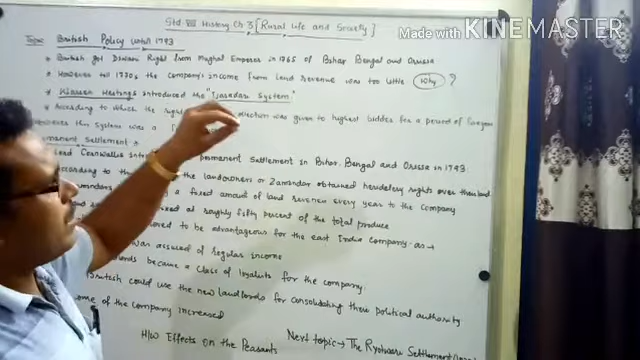 Made with KINEMASTER
Std-VIII History Ch 3 [Rural Life and Society]
Topic British Policy until 1793
* British got Diwani Right from Mughal Emperor in 1765 of Bihar Bengal and Orissa
* However till 1770s the company's income from land revenue was too little Why ?
* Warren Hastings introduced the "Ijaradari System"
* According to which the right was given to highest bidder for a period of
However this system was a
Permanent Settlement
Lord Cornwallis Permanent Settlement in Bihar, Bengal and Orissa in 1793
According to the landowners or Zamindar obtained hereditary rights over their land
a fixed amount of land revenue every year to the company
at roughly fifty percent of the total produce
to be advantageous for the east India company as →
was assured of regular income
became a class of loyalists for the company
British could use the new landlords for consolidating their political authority
of the company increased
H/W Effects on the Peasants
Next topic → The Ryotwari Settlement